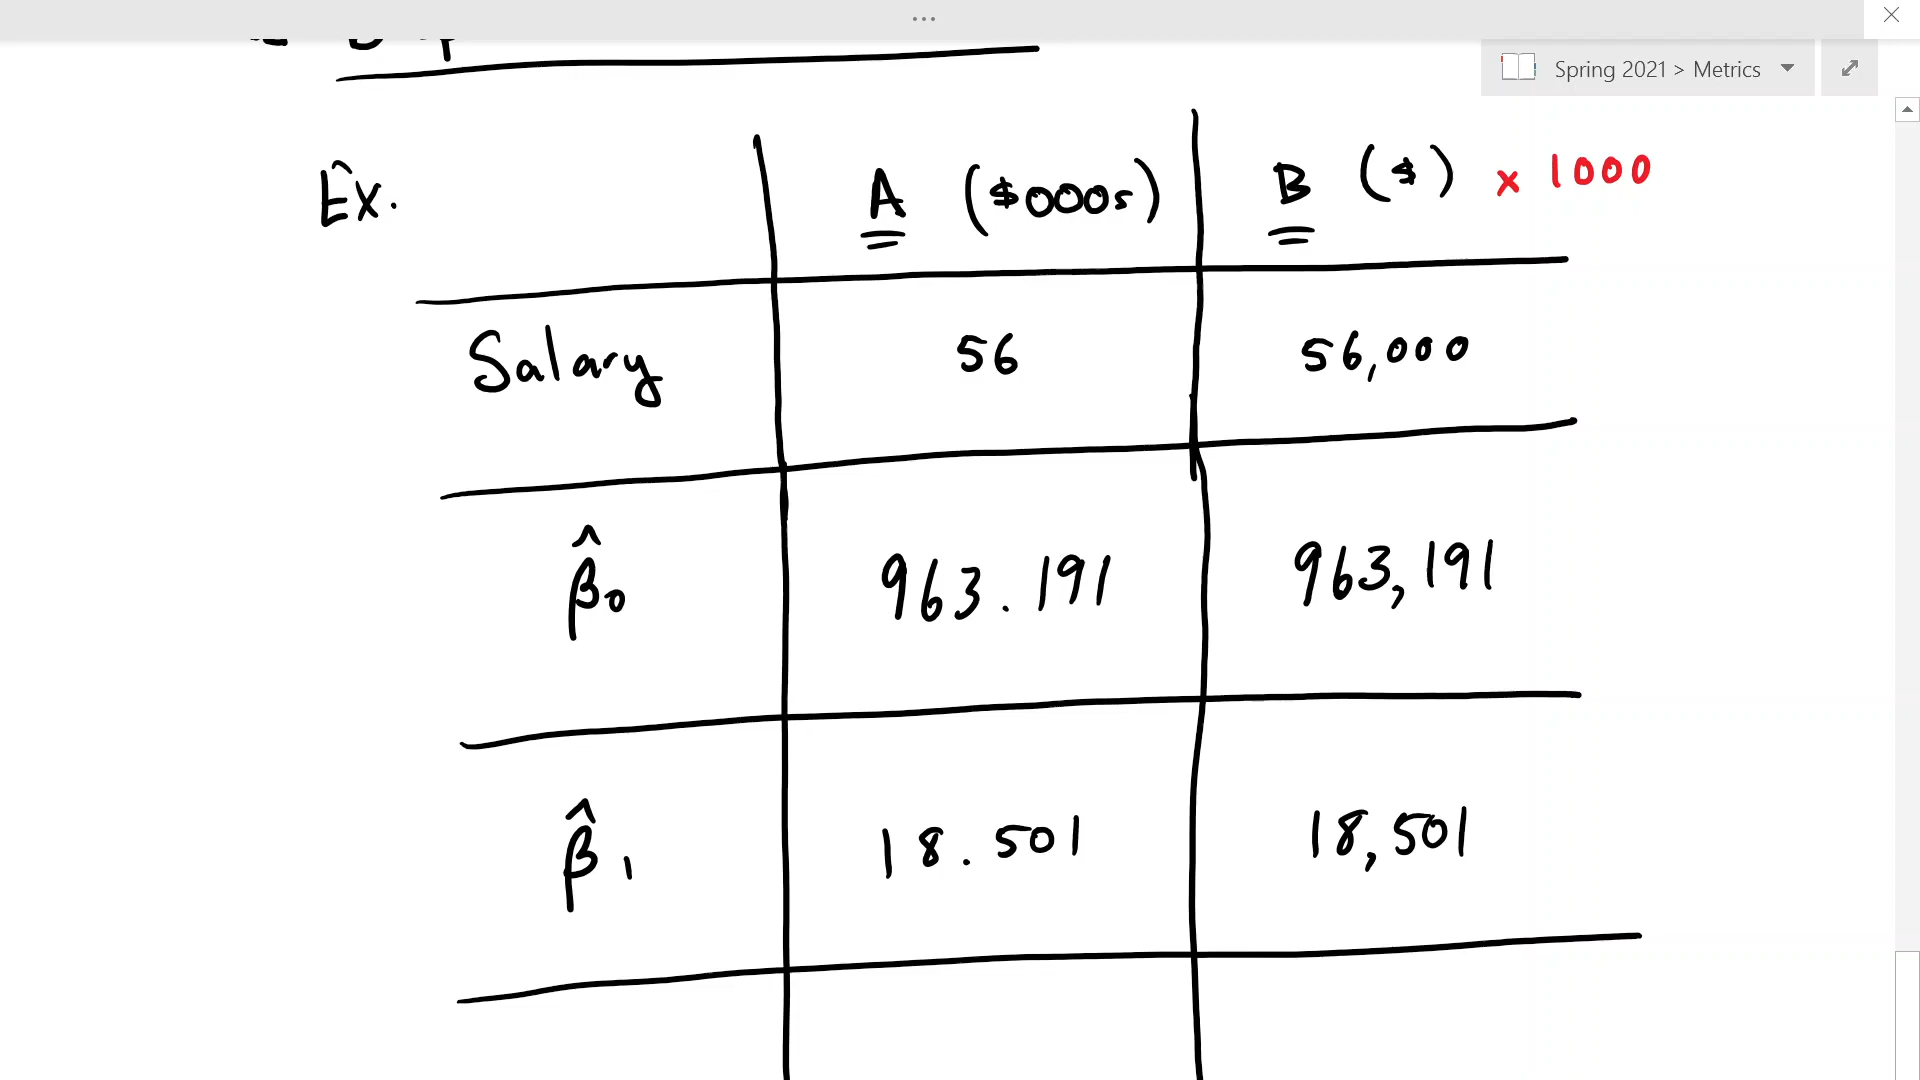 ...
Spring 2021 > Metrics
Ex. A ($000s) B ($) x 1000
Salary 56 56,000
β̂₀ 963.191 963,191
β̂₁ 18.501 18,501